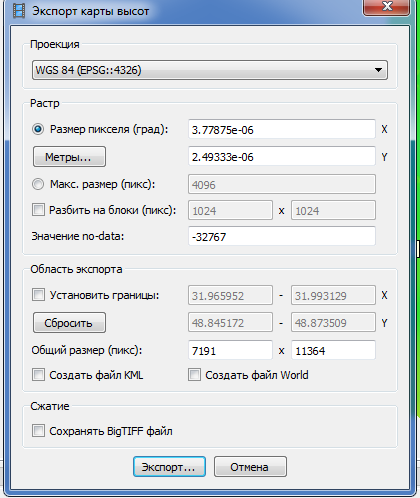 Экспорт карты высот
Проекция
WGS 84 (EPSG::4326)
Растр
Размер пикселя (град): 3.77875e-06 X
Метры... 2.49333e-06 Y
Макс. размер (пикс): 4096
Разбить на блоки (пикс): 1024 x 1024
Значение no-data: -32767
Область экспорта
Установить границы: 31.965952 - 31.993129 X
Сбросить 48.845172 - 48.873509 Y
Общий размер (пикс): 7191 x 11364
Создать файл KML Создать файл World
Сжатие
Сохранять BigTIFF файл
Экспорт... Отмена